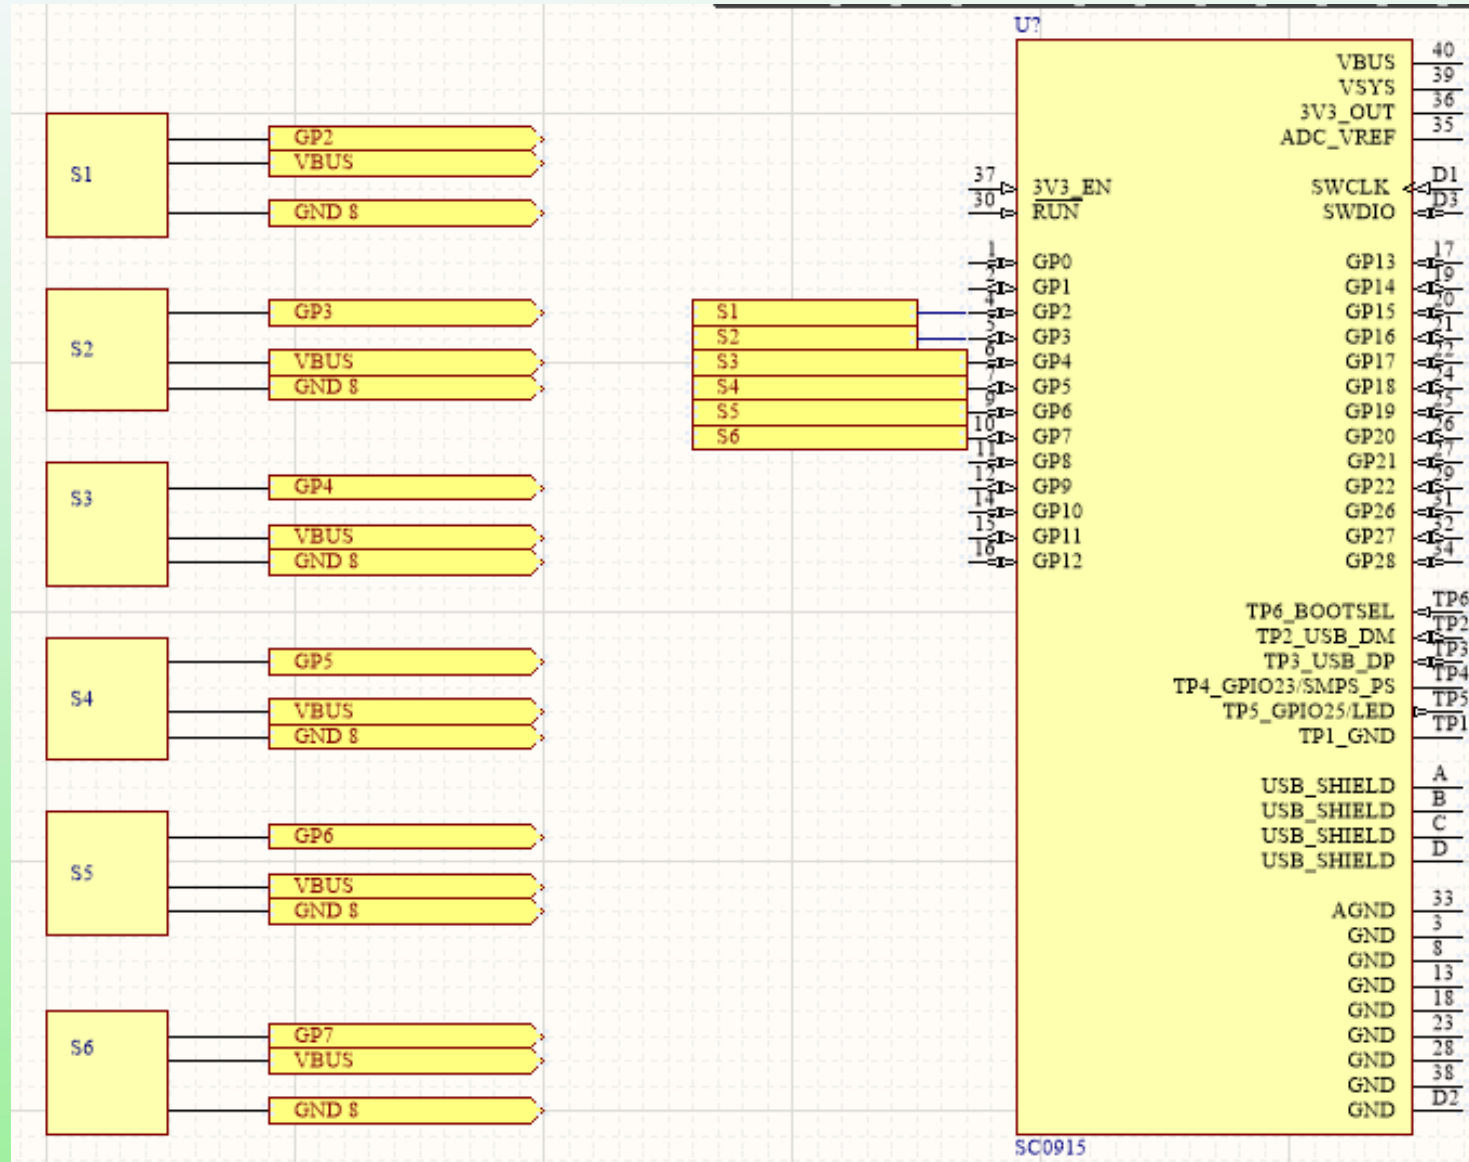 S1
GP2
VBUS
GND 8
S2
GP3
VBUS
GND 8
S3
GP4
VBUS
GND 8
S4
GP5
VBUS
GND 8
S5
GP6
VBUS
GND 8
S6
GP7
VBUS
GND 8
S1
S2
S3
S4
S5
S6
U?
37 3V3_EN
30 RUN
1 GP0
2 GP1
4 GP2
5 GP3
6 GP4
7 GP5
9 GP6
10 GP7
11 GP8
12 GP9
14 GP10
15 GP11
16 GP12
VBUS 40
VSYS 39
3V3_OUT 36
ADC_VREF 35
SWCLK D1
SWDIO D3
GP13 17
GP14 19
GP15 20
GP16 21
GP17 22
GP18 24
GP19 25
GP20 26
GP21 27
GP22 29
GP26 31
GP27 32
GP28 34
TP6_BOOTSEL TP6
TP2_USB_DM TP2
TP3_USB_DP TP3
TP4_GPIO23/SMPS_PS TP4
TP5_GPIO25/LED TP5
TP1_GND TP1
USB_SHIELD A
USB_SHIELD B
USB_SHIELD C
USB_SHIELD D
AGND 33
GND 3
GND 8
GND 13
GND 18
GND 23
GND 28
GND 38
GND D2
SC0915